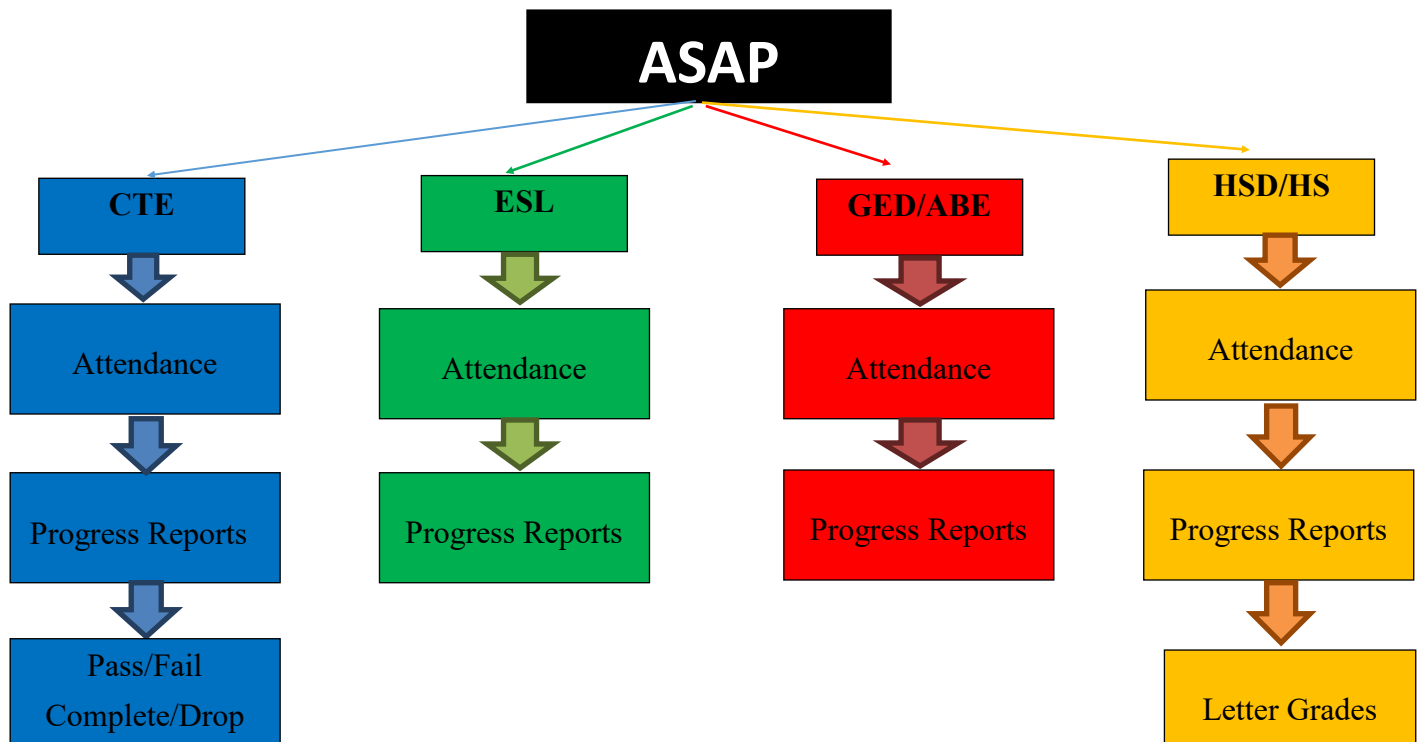 ASAP
CTE
ESL
GED/ABE
HSD/HS
Attendance
Attendance
Attendance
Attendance
Progress Reports
Progress Reports
Progress Reports
Progress Reports
Pass/Fail
Complete/Drop
Letter Grades